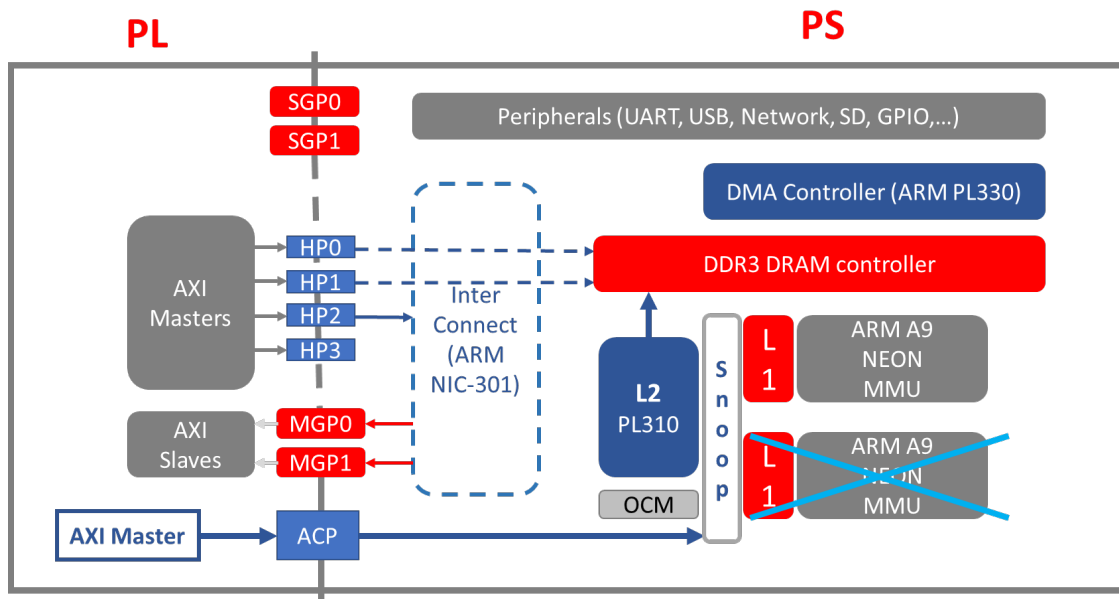 PL
PS
SGP0
SGP1
Peripherals (UART, USB, Network, SD, GPIO,...)
DMA Controller (ARM PL330)
AXI
Masters
HP0
HP1
HP2
HP3
Inter
Connect
(ARM
NIC-301)
DDR3 DRAM controller
L2
PL310
OCM
Snoop
L
1
ARM A9
NEON
MMU
L
1
ARM A9
NEON
MMU
AXI
Slaves
MGP0
MGP1
AXI Master
ACP